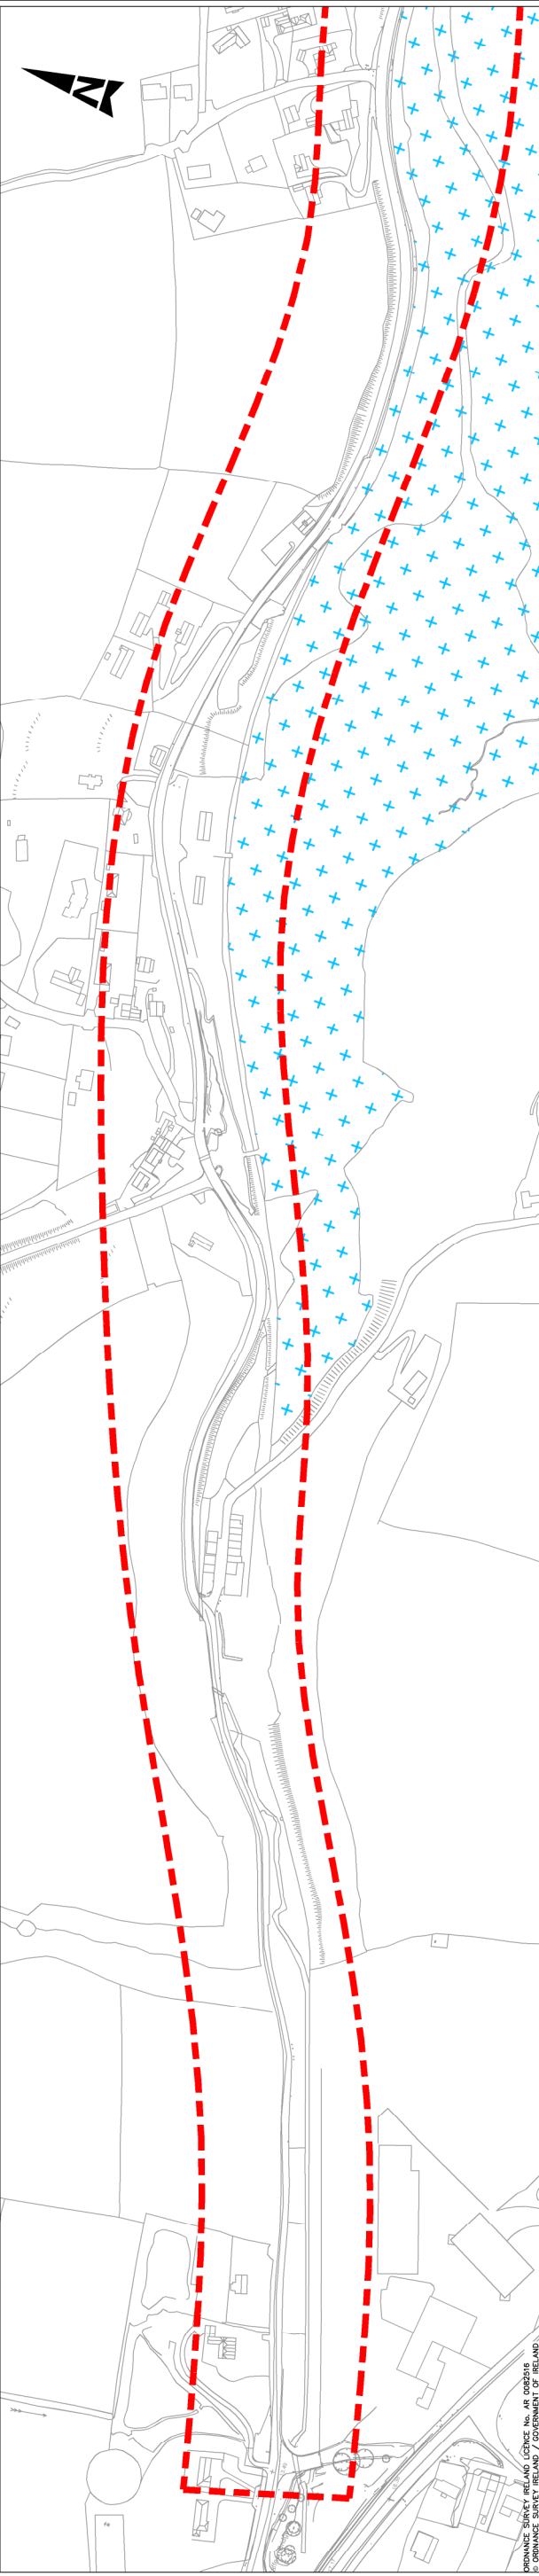 N
ORDNANCE SURVEY IRELAND LICENCE No. AR 0082516
© ORDNANCE SURVEY IRELAND / GOVERNMENT OF IRELAND